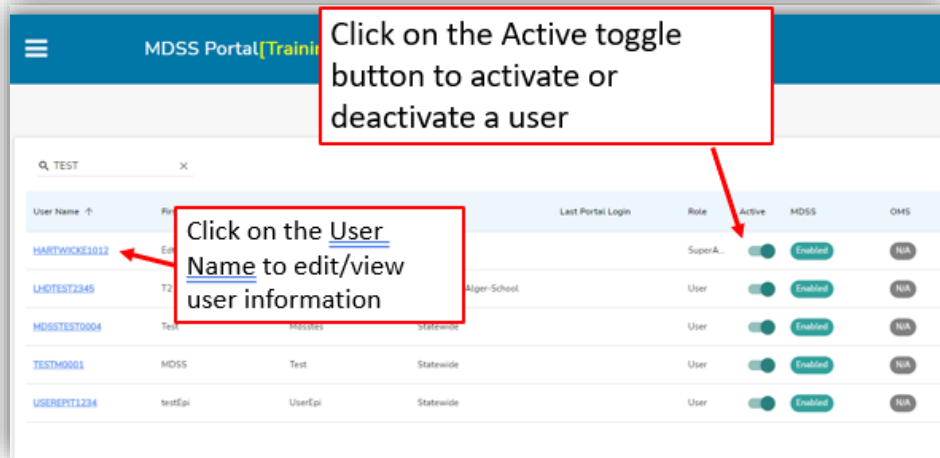 MDSS Portal[Trainin
Click on the Active toggle
button to activate or
deactivate a user
TEST
User Name Fir Last Portal Login Role Active MDSS OMS
Click on the User
Name to edit/view
user information
HARTWICKE1012 SuperA... Enabled N/A
LHDTEST2345 T2 Alger-School User Enabled N/A
MDSSTEST0004 Test Mdsstes Statewide User Enabled N/A
TESTM0001 MDSS Test Statewide User Enabled N/A
USEREPIT1234 testEpi UserEpi Statewide User Enabled N/A